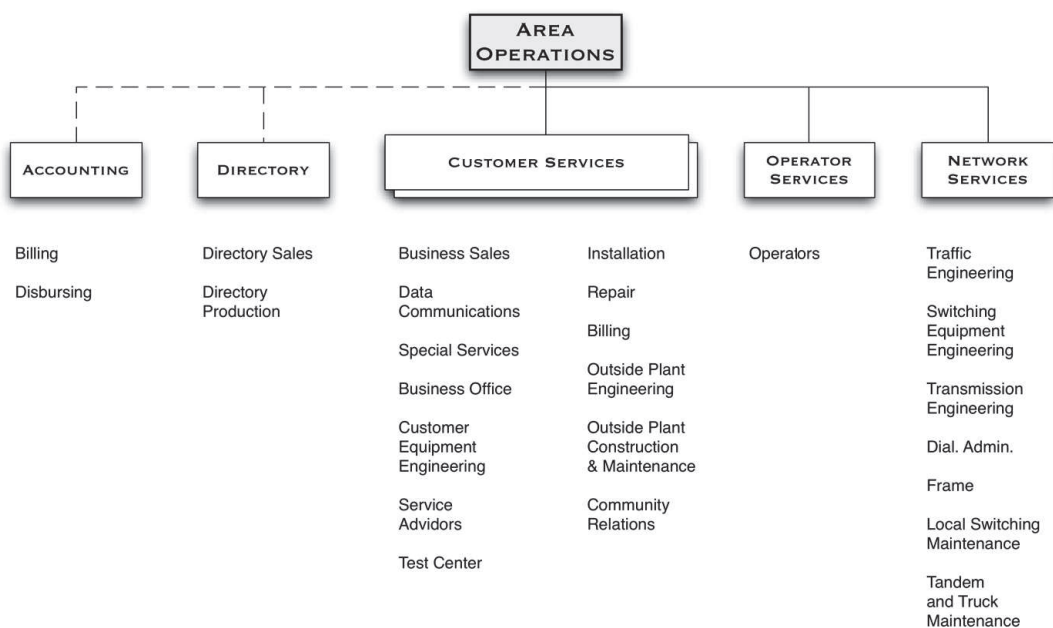 AREA
OPERATIONS
ACCOUNTING
DIRECTORY
CUSTOMER SERVICES
OPERATOR
SERVICES
NETWORK
SERVICES
Billing
Disbursing
Directory Sales
Directory
Production
Business Sales
Data
Communications
Special Services
Business Office
Customer
Equipment
Engineering
Service
Advidors
Test Center
Installation
Repair
Billing
Outside Plant
Engineering
Outside Plant
Construction
& Maintenance
Community
Relations
Operators
Traffic
Engineering
Switching
Equipment
Engineering
Transmission
Engineering
Dial. Admin.
Frame
Local Switching
Maintenance
Tandem
and Truck
Maintenance